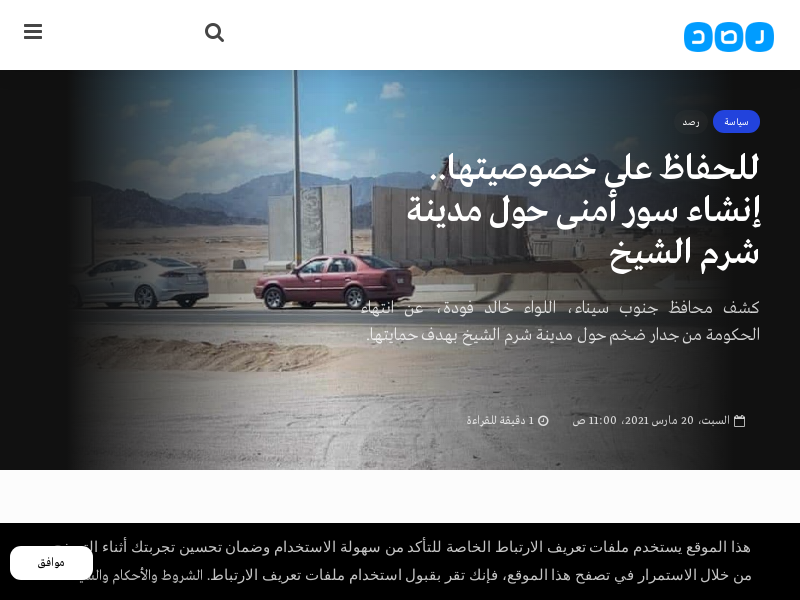 رصد
سياسة رصد
للحفاظ على خصوصيتها..
إنشاء سور أمنى حول مدينة
شرم الشيخ
كشف محافظ جنوب سيناء، اللواء خالد فودة، عن انتهاء
الحكومة من جدار ضخم حول مدينة شرم الشيخ بهدف حمايتها.
السبت، 20 مارس 2021، 11:00 ص 1 دقيقة للقراءة
هذا الموقع يستخدم ملفات تعريف الارتباط الخاصة للتأكد من سهولة الاستخدام وضمان تحسين تجربتك أثناء
من خلال الاستمرار في تصفح هذا الموقع، فإنك تقر بقبول استخدام ملفات تعريف الارتباط. الشروط والأحكام
موافق